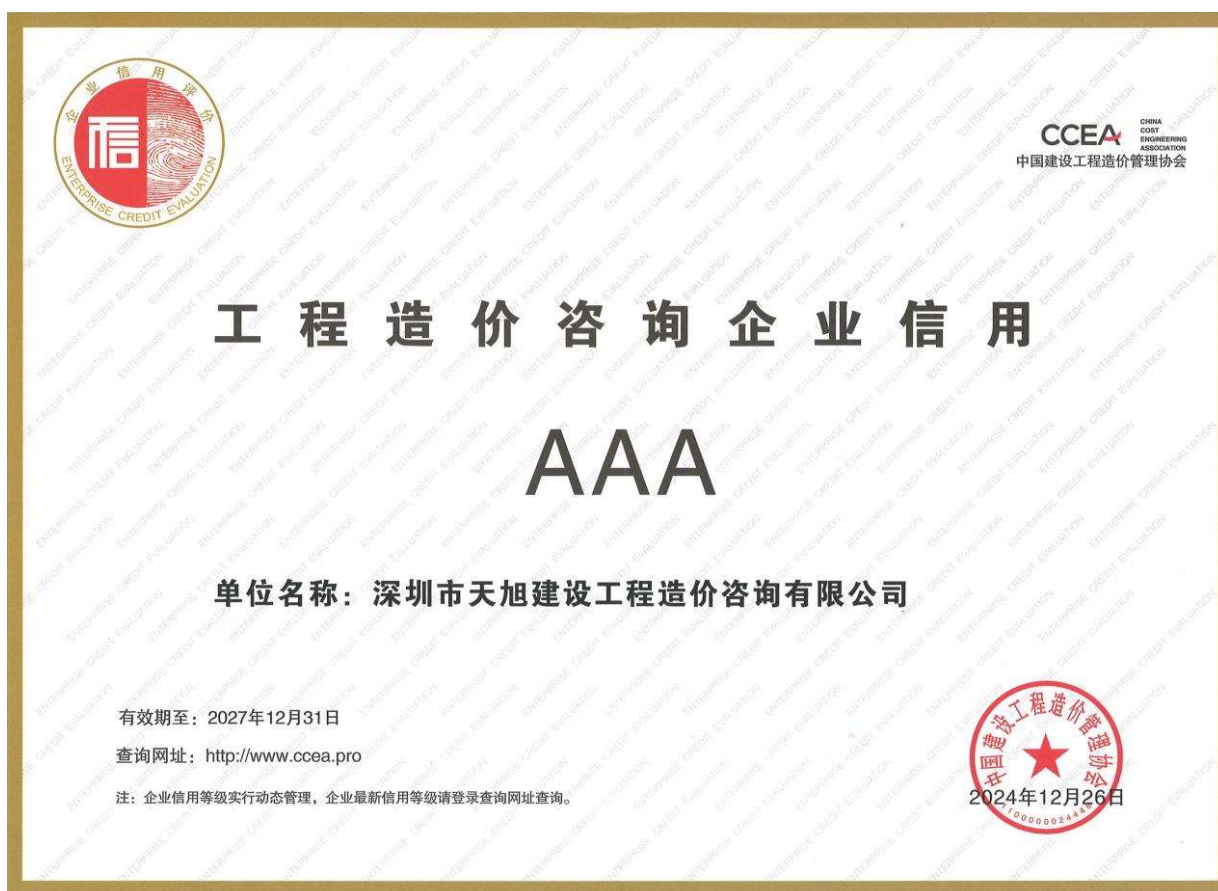 企业信用评价
信
ENTERPRISE CREDIT EVALUATION
CCEA
CHINA
COST
ENGINEERING
ASSOCIATION
中国建设工程造价管理协会
工程造价咨询企业信用
AAA
单位名称：深圳市天旭建设工程造价咨询有限公司
有效期至：2027年12月31日
查询网址：http://www.ccea.pro
注：企业信用等级实行动态管理，企业最新信用等级请登录查询网址查询。
中国建设工程造价管理协会
2024年12月26日